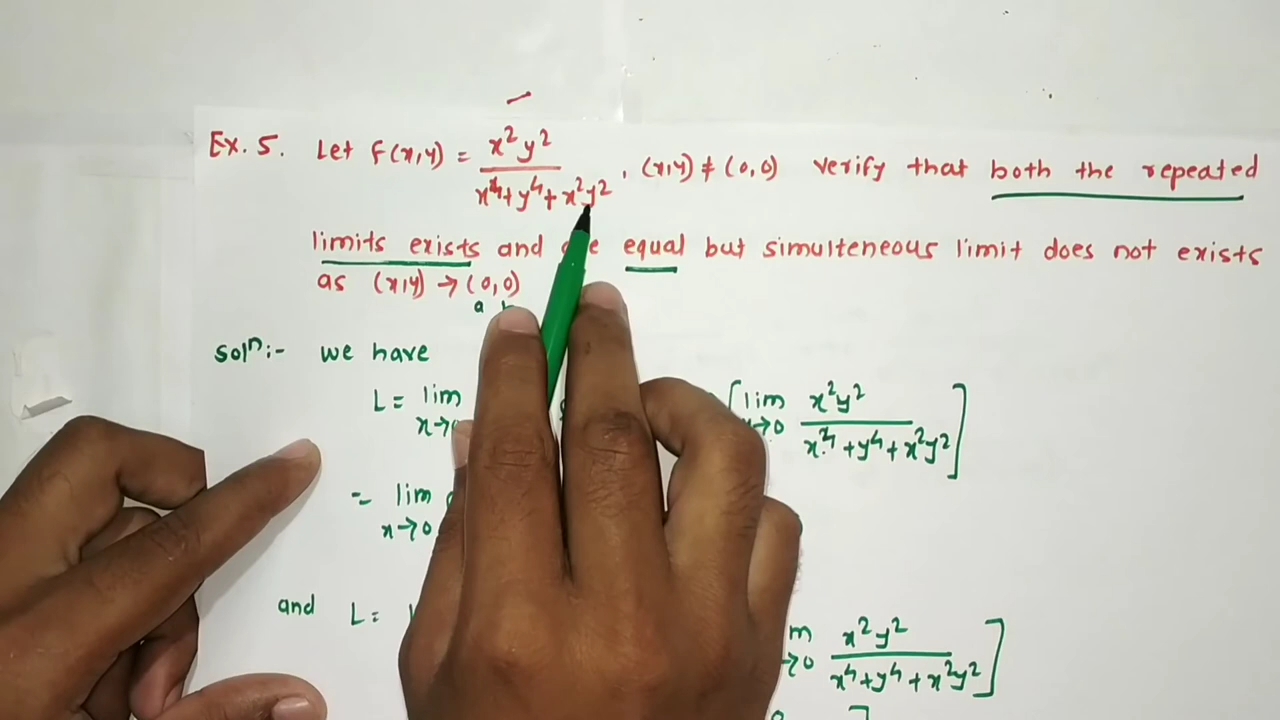 Ex. 5. Let f(x,y) = x²y² / x⁴+y⁴+x²y² , (x,y) ≠ (0,0) verify that both the repeated
limits exists and equal but simulteneous limit does not exists
as (x,y) → (0,0)
a
Solⁿ:- we have
L = lim x→0 [lim →0 x²y² / x⁴+y⁴+x²y²]
= lim x→0
and L = →0 x²y² / x⁴+y⁴+x²y²]